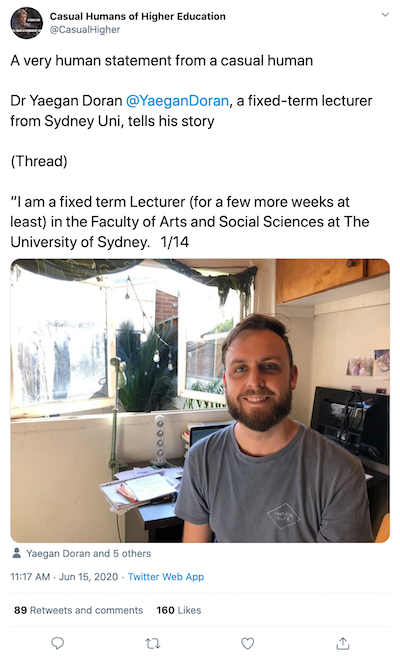 Casual Humans of Higher Education
@CasualHigher
A very human statement from a casual human
Dr Yaegan Doran @YaeganDoran, a fixed-term lecturer
from Sydney Uni, tells his story
(Thread)
"I am a fixed term Lecturer (for a few more weeks at
least) in the Faculty of Arts and Social Sciences at The
University of Sydney. 1/14
Yaegan Doran and 5 others
11:17 AM · Jun 15, 2020 · Twitter Web App
89 Retweets and comments 160 Likes